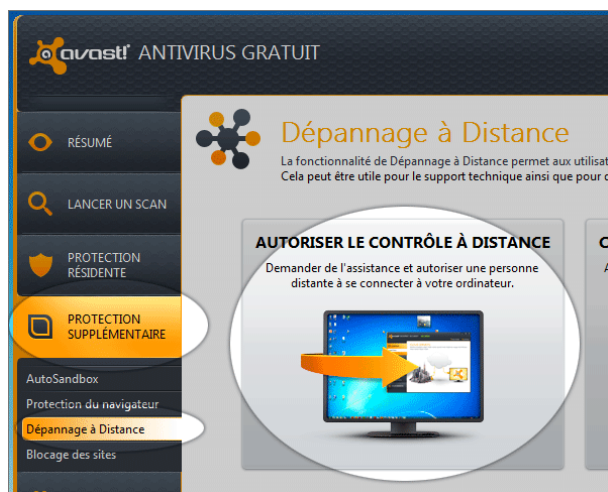 avast! ANTIVIRUS GRATUIT
RÉSUMÉ
LANCER UN SCAN
PROTECTION
RÉSIDENTE
PROTECTION
SUPPLÉMENTAIRE
AutoSandbox
Protection du navigateur
Dépannage à Distance
Blocage des sites
Dépannage à Distance
La fonctionnalité de Dépannage à Distance permet aux
Cela peut être utile pour le support technique ainsi que pour
AUTORISER LE CONTRÔLE À DISTANCE
Demander de l'assistance et autoriser une personne
distante à se connecter à votre ordinateur.